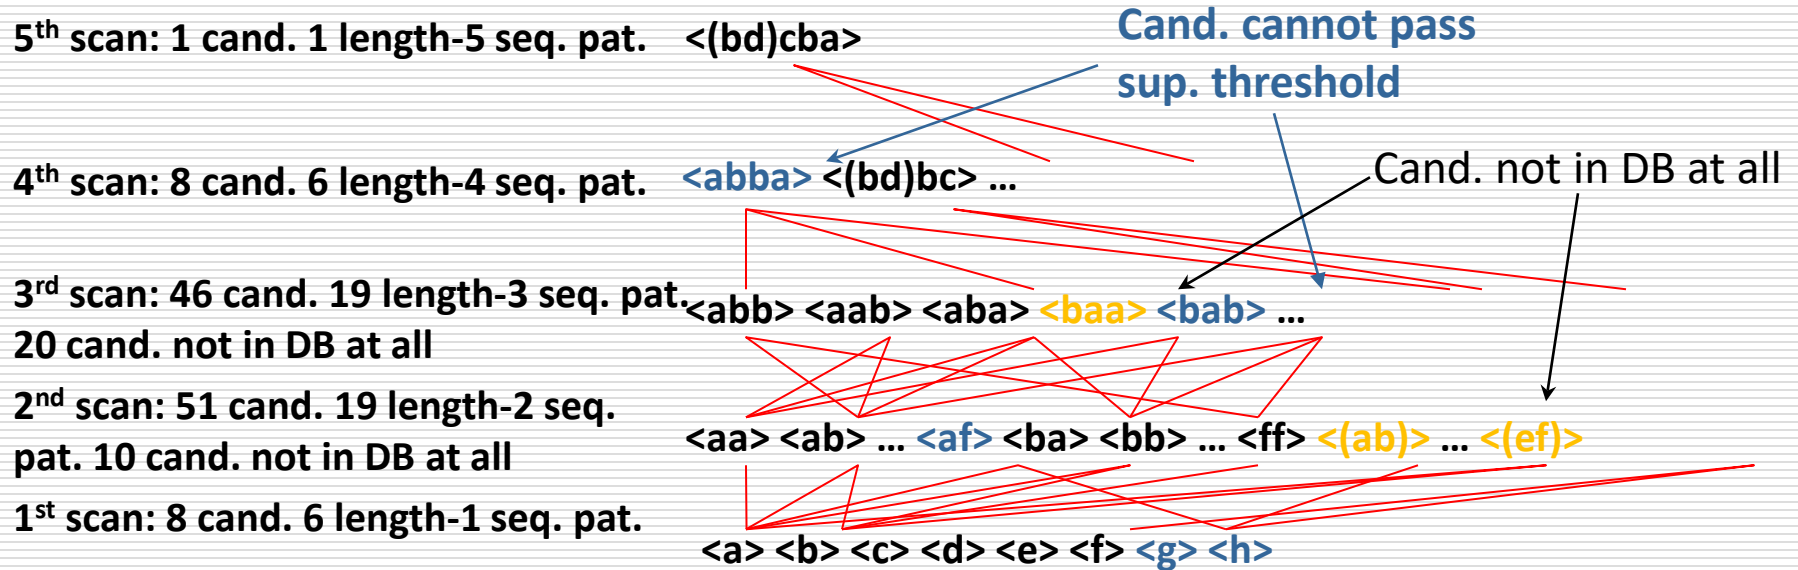 5th scan: 1 cand. 1 length-5 seq. pat. <(bd)cba>
Cand. cannot pass
sup. threshold
4th scan: 8 cand. 6 length-4 seq. pat. <abba> <(bd)bc> …
Cand. not in DB at all
3rd scan: 46 cand. 19 length-3 seq. pat.
20 cand. not in DB at all
<abb> <aab> <aba> <baa> <bab> …
2nd scan: 51 cand. 19 length-2 seq.
pat. 10 cand. not in DB at all
<aa> <ab> … <af> <ba> <bb> … <ff> <(ab)> … <(ef)>
1st scan: 8 cand. 6 length-1 seq. pat.
<a> <b> <c> <d> <e> <f> <g> <h>